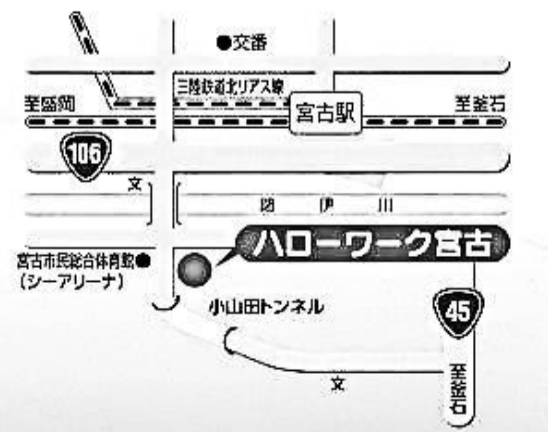 ●交番
三陸鉄道北リアス線
至盛岡
宮古駅
至釜石
106
文
閉伊川
ハローワーク宮古
宮古市民総合体育館●
(シーアリーナ)
小山田トンネル
45
至釜石
文